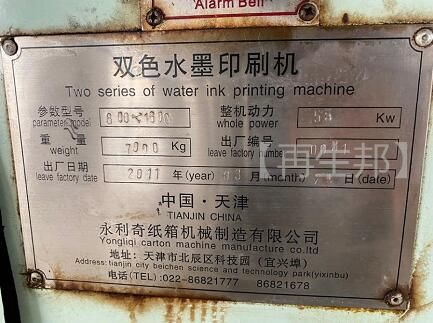 Alarm Bell
双色水墨印刷机
Two series of water ink printing machine
参数型号 整机动力
parameter model 600×1600 whole power Kw
重量 出厂编号
weight 7000 Kg leave factory number
出厂日期
leave factory date 2011 年(year) 月(month) (date)
中国·天津
TIANJIN CHINA
永利奇纸箱机械制造有限公司
Yongliqi carton machine manufacture co.ltd
地址:天津市北辰区科技园(宜兴埠)
Address:tianjin city beichen science and technology park(yixinbu)
电话(TEL):022-86821777 86821678
【再生邦】